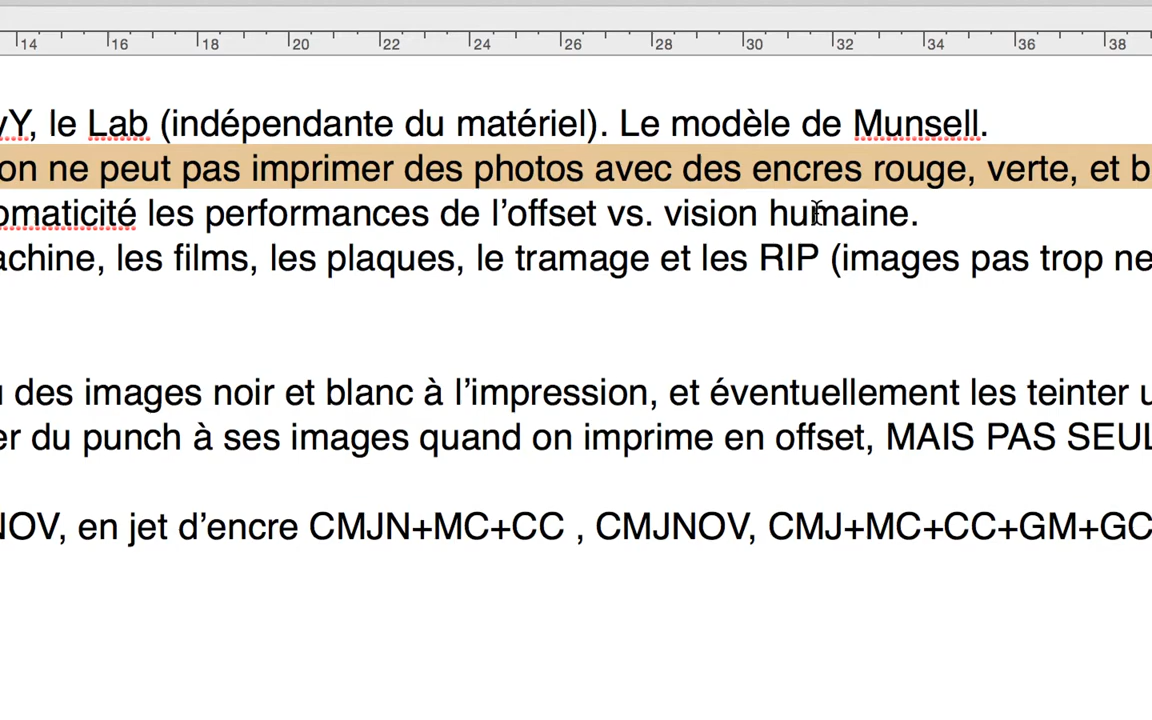 14 16 18 20 22 24 26 28 30 32 34 36 38
yY, le Lab (indépendante du matériel). Le modèle de Munsell.
on ne peut pas imprimer des photos avec des encres rouge, verte, et b
omaticité les performances de l’offset vs. vision humaine.
achine, les films, les plaques, le tramage et les RIP (images pas trop ne
des images noir et blanc à l’impression, et éventuellement les teinter u
er du punch à ses images quand on imprime en offset, MAIS PAS SEUL
NOV, en jet d’encre CMJN+MC+CC , CMJNOV, CMJ+MC+CC+GM+GC